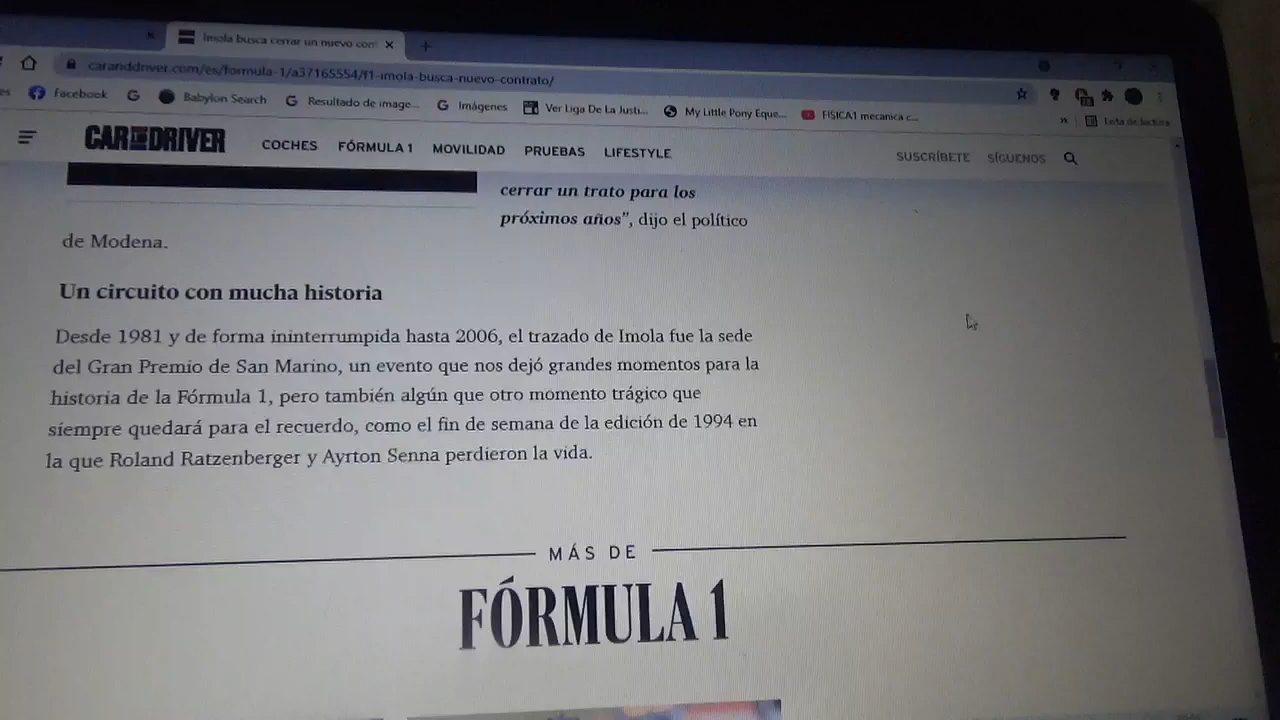 Imola busca cerrar un nuevo con
caranddriver.com/es/formula-1/a37165554/f1-imola-busca-nuevo-contrato/
es Facebook G Babylon Search G Resultado de image... G Imágenes Ver Liga De La Justi... My Little Pony Eque... FISICA1 mecanica c...
» Lista de lectura
CAR AND DRIVER COCHES FÓRMULA 1 MOVILIDAD PRUEBAS LIFESTYLE SUSCRÍBETE SÍGUENOS
cerrar un trato para los
próximos años”, dijo el político
de Modena.
Un circuito con mucha historia
Desde 1981 y de forma ininterrumpida hasta 2006, el trazado de Imola fue la sede
del Gran Premio de San Marino, un evento que nos dejó grandes momentos para la
historia de la Fórmula 1, pero también algún que otro momento trágico que
siempre quedará para el recuerdo, como el fin de semana de la edición de 1994 en
la que Roland Ratzenberger y Ayrton Senna perdieron la vida.
MÁS DE
FÓRMULA 1